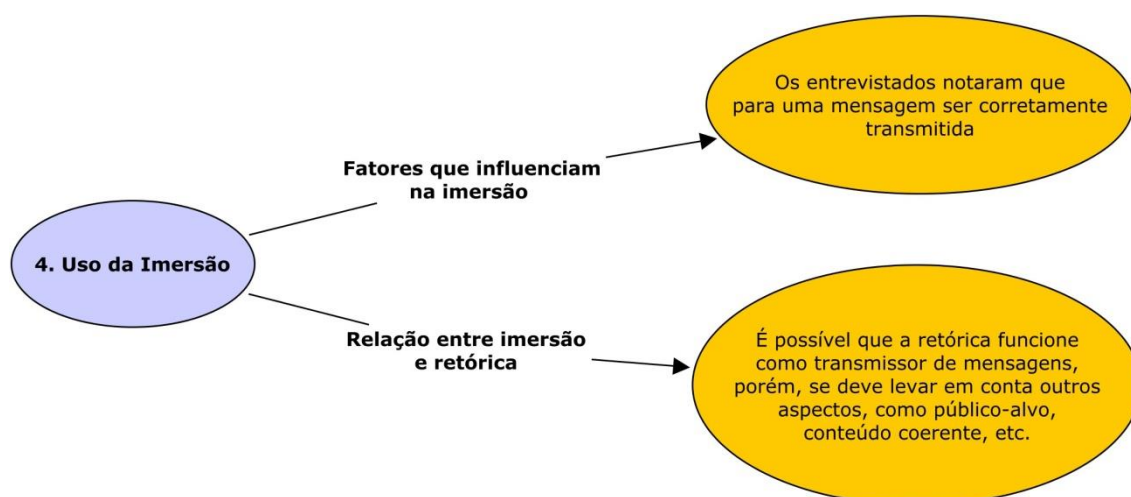 Os entrevistados notaram que
para uma mensagem ser corretamente
transmitida
Fatores que influenciam
na imersão
4. Uso da Imersão
Relação entre imersão
e retórica
É possível que a retórica funcione
como transmissor de mensagens,
porém, se deve levar em conta outros
aspectos, como público-alvo,
conteúdo coerente, etc.